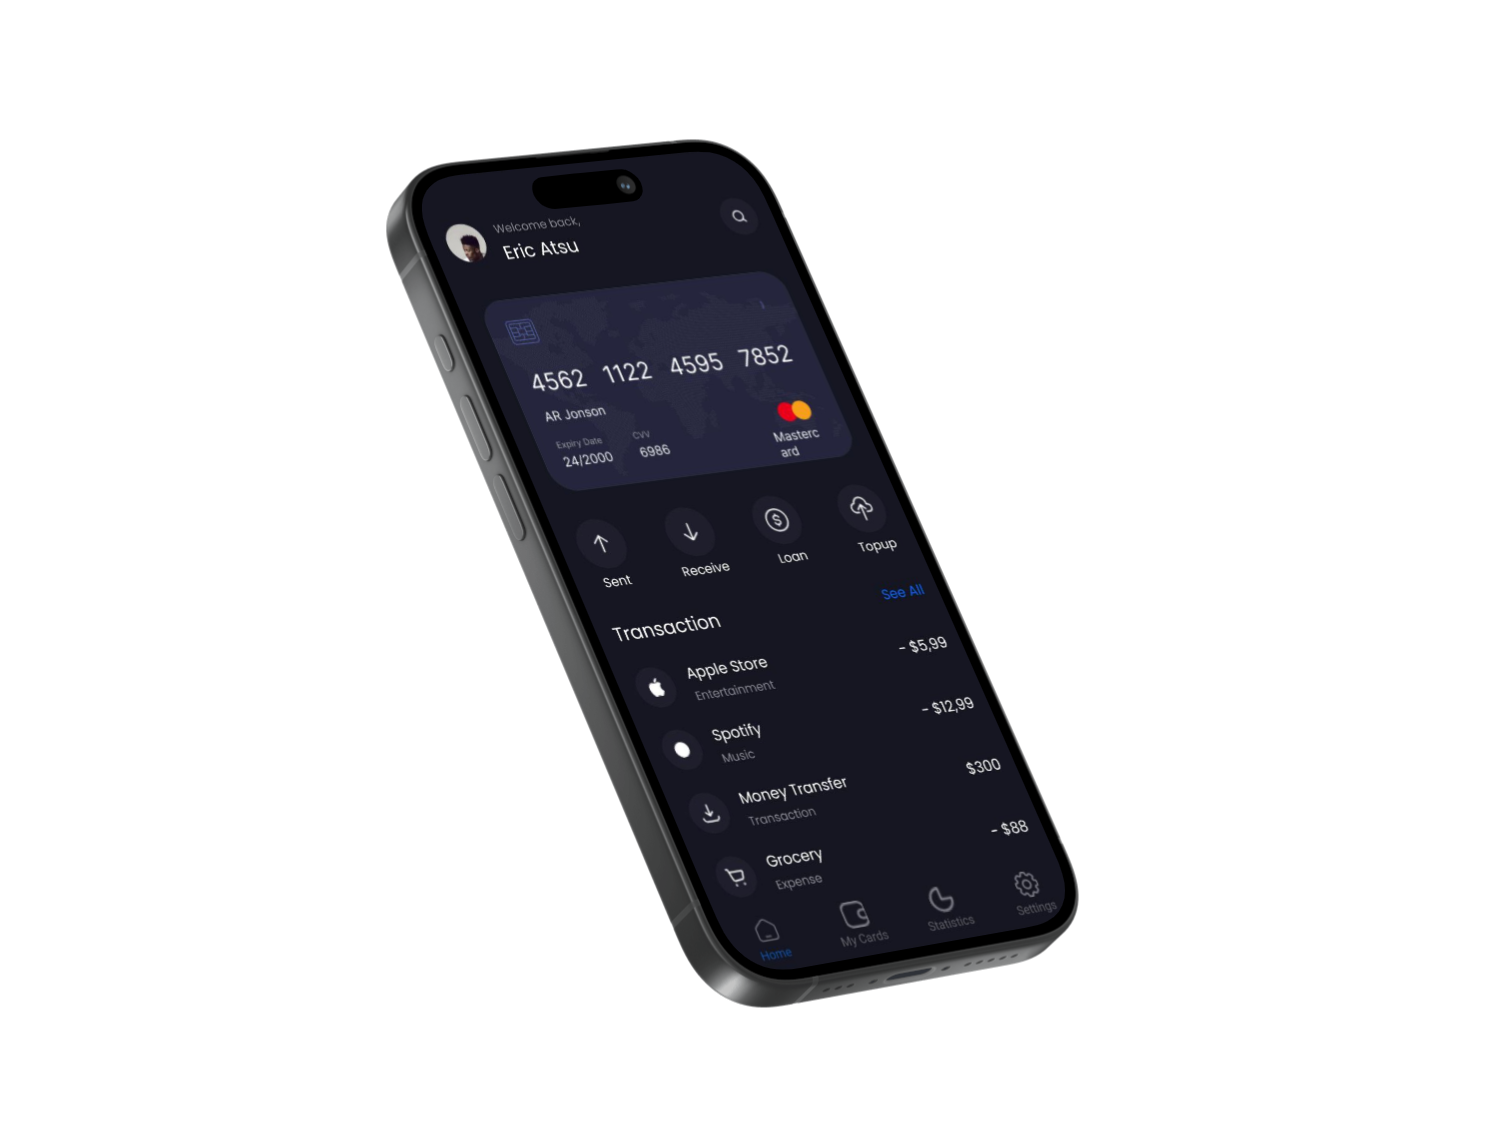 Welcome back,
Eric Atsu
4562 1122 4595 7852
AR Jonson
Expiry Date CVV
24/2000 6986
Masterc
ard
Sent Receive Loan Topup
Transaction See All
Apple Store - $5,99
Entertainment
Spotify - $12,99
Music
Money Transfer $300
Transaction
Grocery - $88
Expense
Home My Cards Statistics Settings